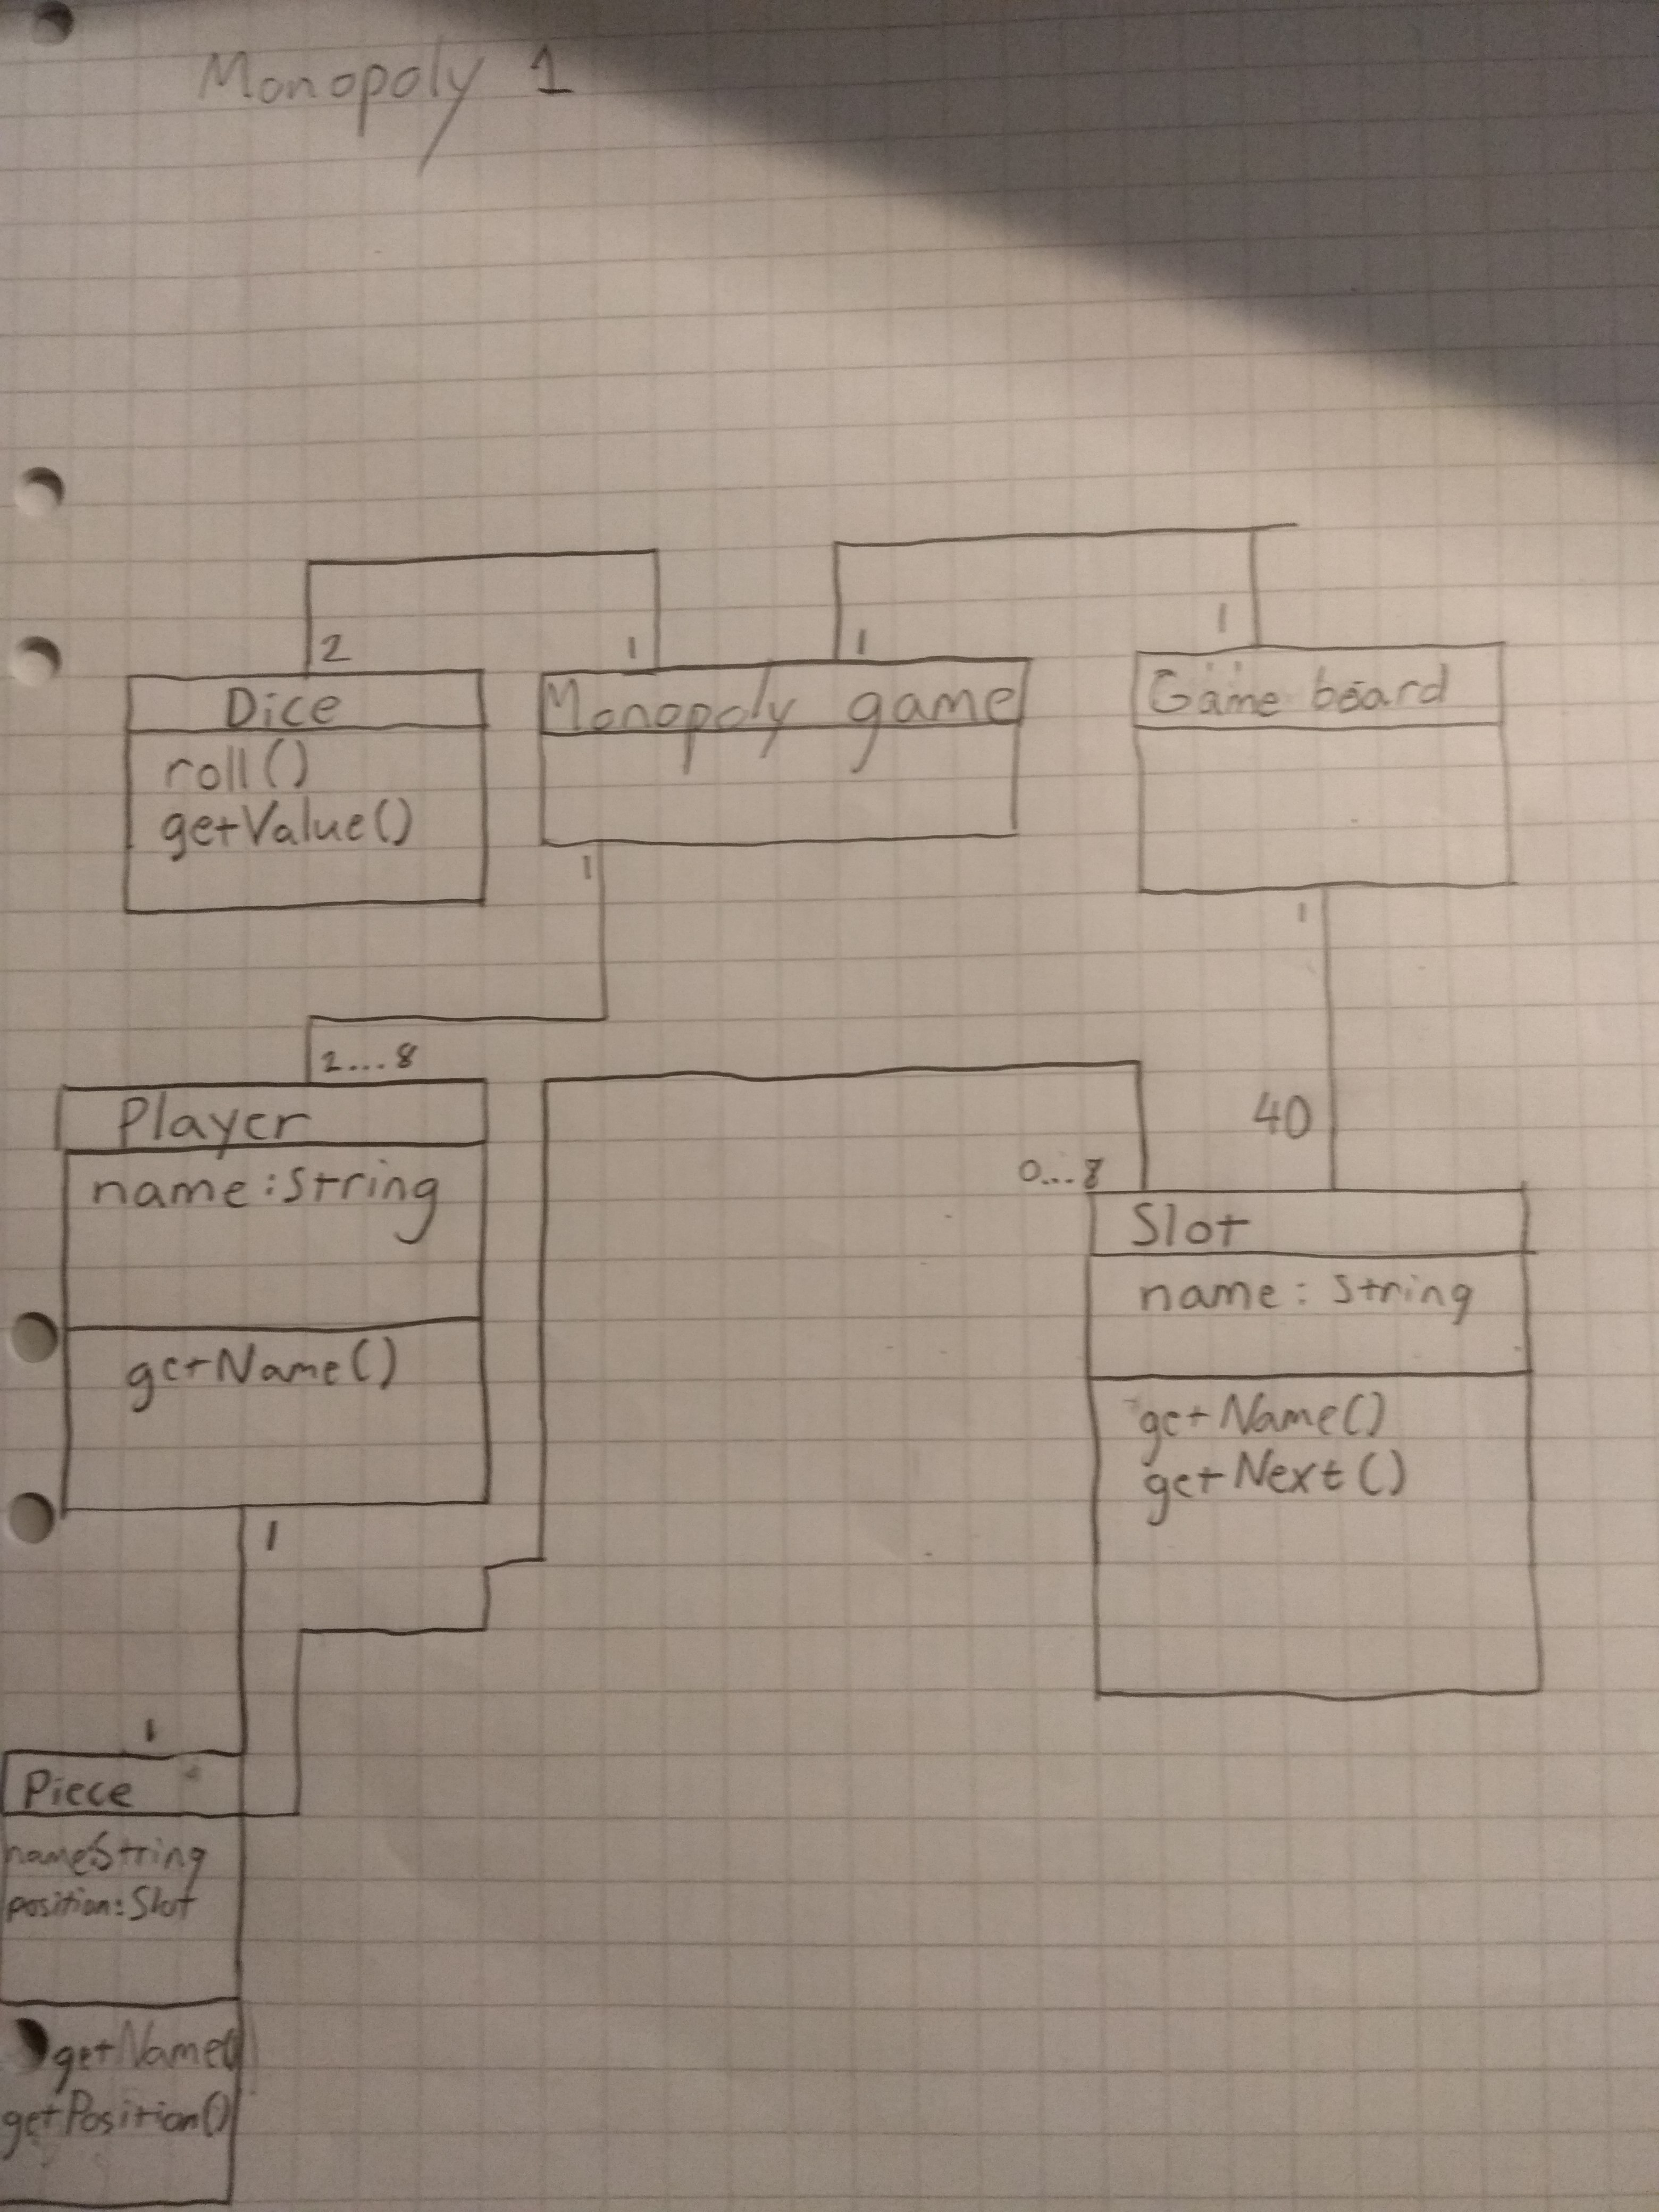 Monopoly 1
2
1
1
1
Dice
roll()
getValue()
Monopoly game
Game board
1
1
2....8
Player
name:String
getName()
0...8
40
Slot
name: String
getName()
getNext()
1
1
Piece
name:String
position:Slot
getName()
getPosition()